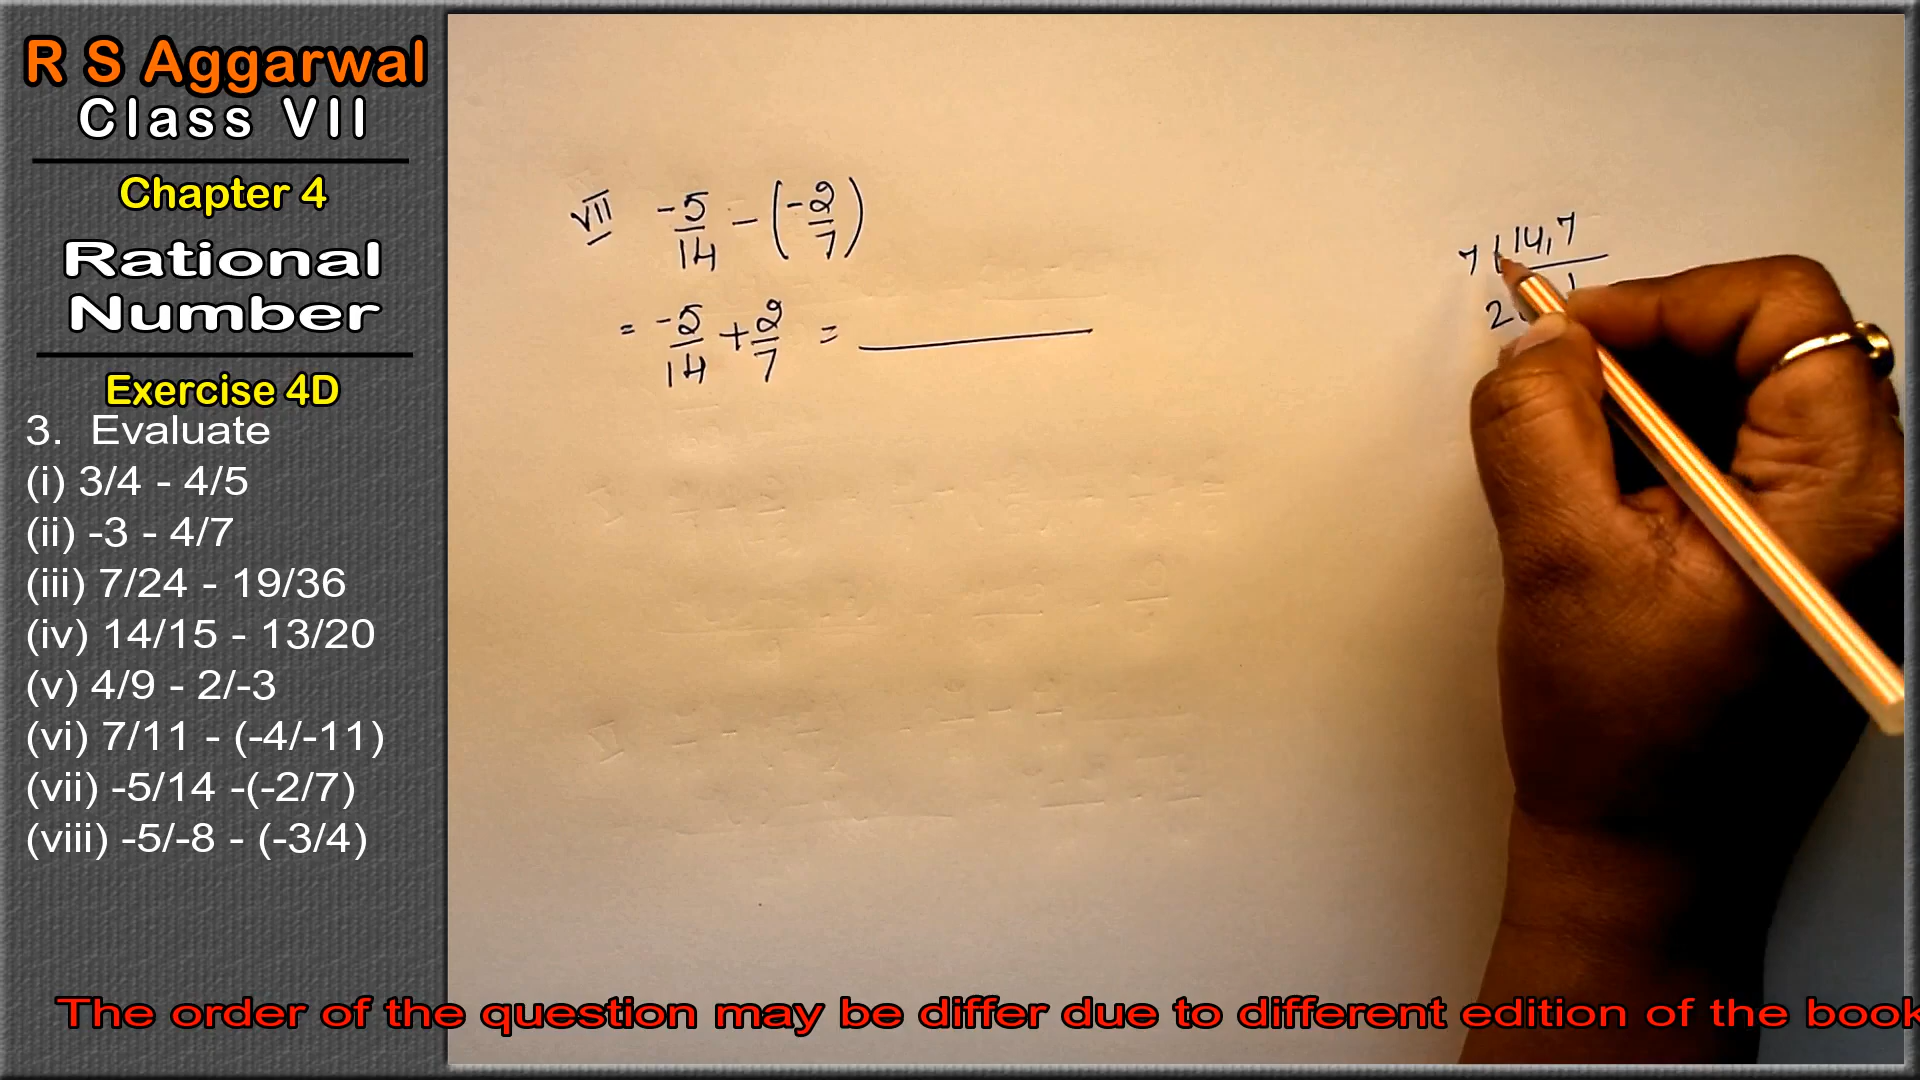 R S Aggarwal
Class VII
Chapter 4
Rational
Number
Exercise 4D
3. Evaluate
(i) 3/4 - 4/5
(ii) -3 - 4/7
(iii) 7/24 - 19/36
(iv) 14/15 - 13/20
(v) 4/9 - 2/-3
(vi) 7/11 - (-4/-11)
(vii) -5/14 -(-2/7)
(viii) -5/-8 - (-3/4)
VII -5/14 - (-2/7)
= -5/14 + 2/7 =
7 | 14, 7
2 1
The order of the question may be differ due to different edition of the book